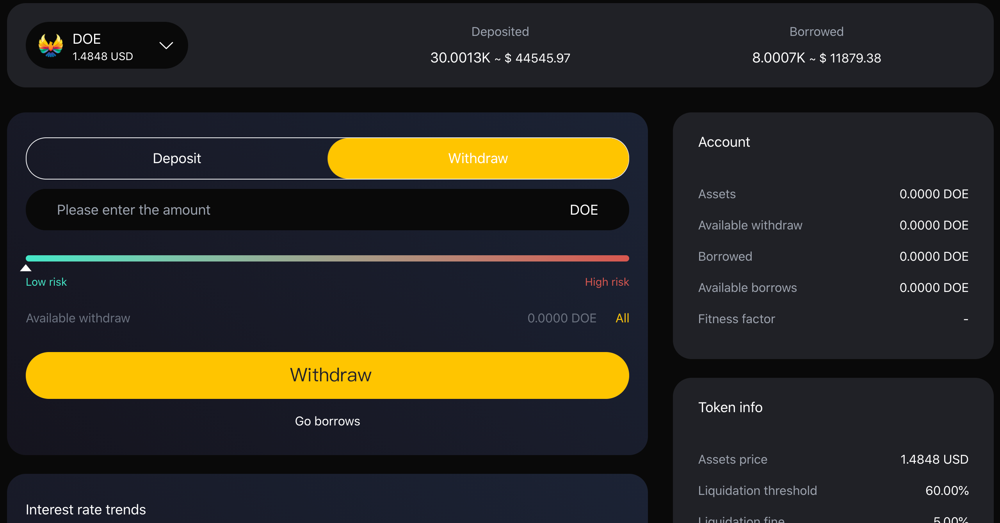 DOE
1.4848 USD
Deposited
30.0013K ~ $ 44545.97
Borrowed
8.0007K ~ $ 11879.38
Deposit
Withdraw
Please enter the amount
DOE
Low risk
High risk
Available withdraw
0.0000 DOE
All
Withdraw
Go borrows
Interest rate trends
Account
Assets
0.0000 DOE
Available withdraw
0.0000 DOE
Borrowed
0.0000 DOE
Available borrows
0.0000 DOE
Fitness factor
-
Token info
Assets price
1.4848 USD
Liquidation threshold
60.00%
Liquidation fine
5.00%